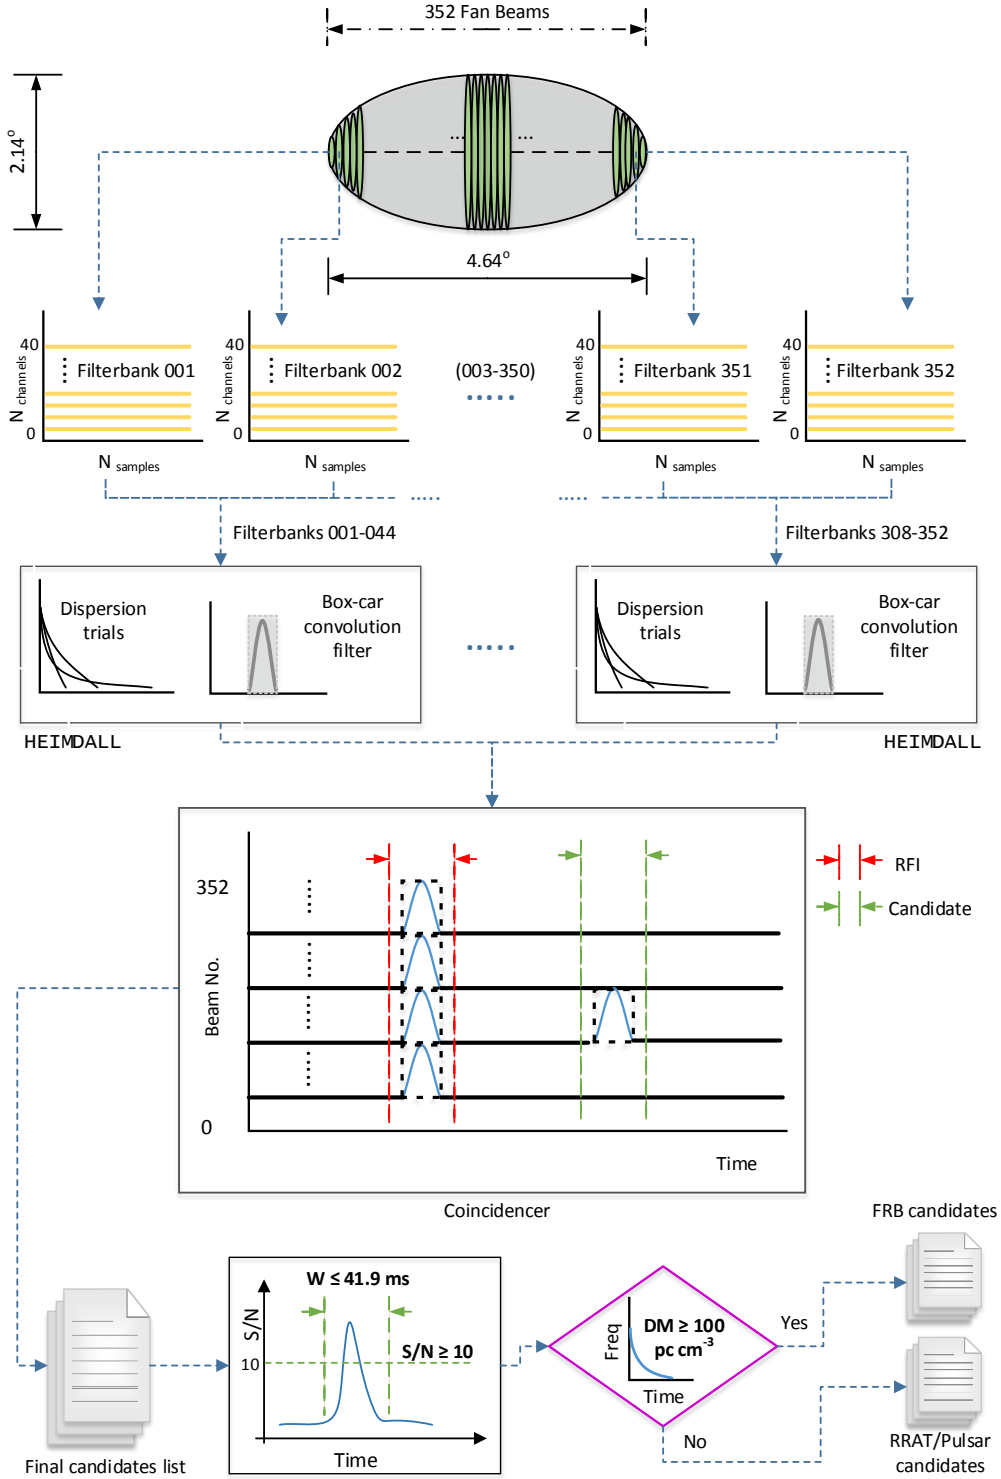 352 Fan Beams
2.14°
... ...
4.64°
40
N channels
Filterbank 001
0
N samples
40
N channels
Filterbank 002
0
N samples
(003-350)
40
N channels
Filterbank 351
0
N samples
40
N channels
Filterbank 352
0
N samples
Filterbanks 001-044
Filterbanks 308-352
Dispersion
trials
Box-car
convolution
filter
HEIMDALL
Dispersion
trials
Box-car
convolution
filter
HEIMDALL
352
Beam No.
0
Time
RFI
Candidate
Coincidencer
Final candidates list
W ≤ 41.9 ms
S/N
10
S/N ≥ 10
Time
Freq
DM ≥ 100
pc cm⁻³
Time
Yes
No
FRB candidates
RRAT/Pulsar
candidates